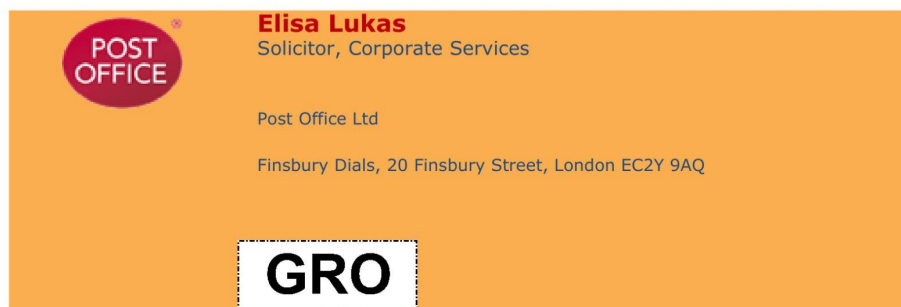 POST
OFFICE
®
Elisa Lukas
Solicitor, Corporate Services
Post Office Ltd
Finsbury Dials, 20 Finsbury Street, London EC2Y 9AQ
GRO